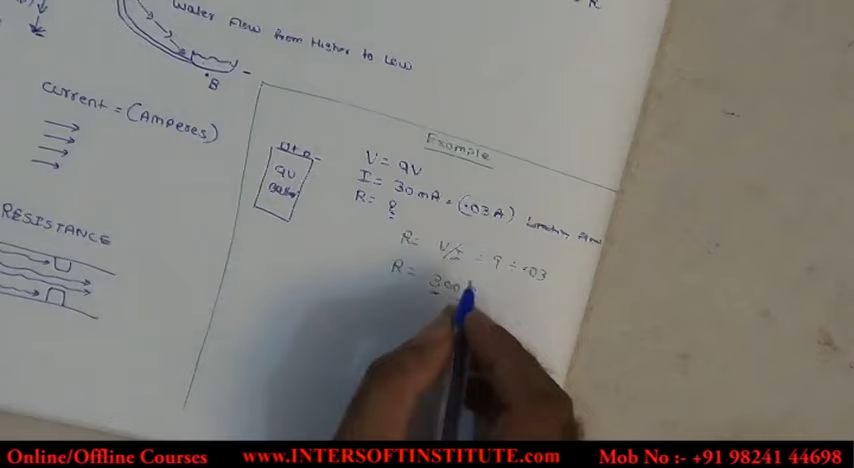 Water Flow from Higher to Low
B
Current = (Amperes)
RESISTANCE
Example
9V
V = 9V
I = 30mA = (.03A)
R = ?
R = V/I = 9 ÷ .03
R = 300
Online/Offline Courses www.INTERSOFTINSTITUTE.com Mob No :- +91 98241 44698